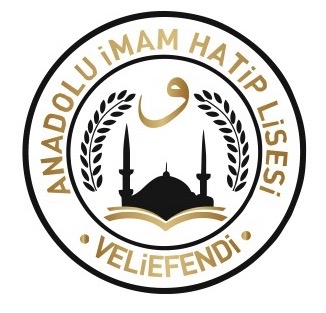 ANADOLU İMAM HATİP LİSESİ
و
• VELİEFENDİ •